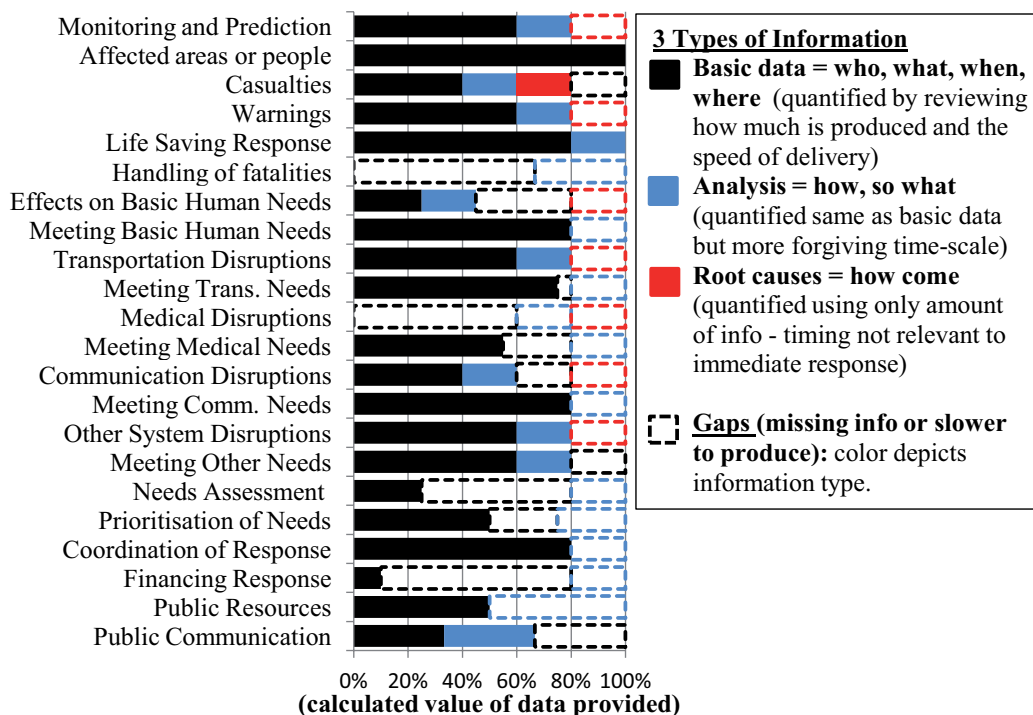 Monitoring and Prediction
Affected areas or people
Casualties
Warnings
Life Saving Response
Handling of fatalities
Effects on Basic Human Needs
Meeting Basic Human Needs
Transportation Disruptions
Meeting Trans. Needs
Medical Disruptions
Meeting Medical Needs
Communication Disruptions
Meeting Comm. Needs
Other System Disruptions
Meeting Other Needs
Needs Assessment
Prioritisation of Needs
Coordination of Response
Financing Response
Public Resources
Public Communication
0% 20% 40% 60% 80% 100%
(calculated value of data provided)
3 Types of Information
Basic data = who, what, when,
where (quantified by reviewing
how much is produced and the
speed of delivery)
Analysis = how, so what
(quantified same as basic data
but more forgiving time-scale)
Root causes = how come
(quantified using only amount
of info - timing not relevant to
immediate response)
Gaps (missing info or slower
to produce): color depicts
information type.